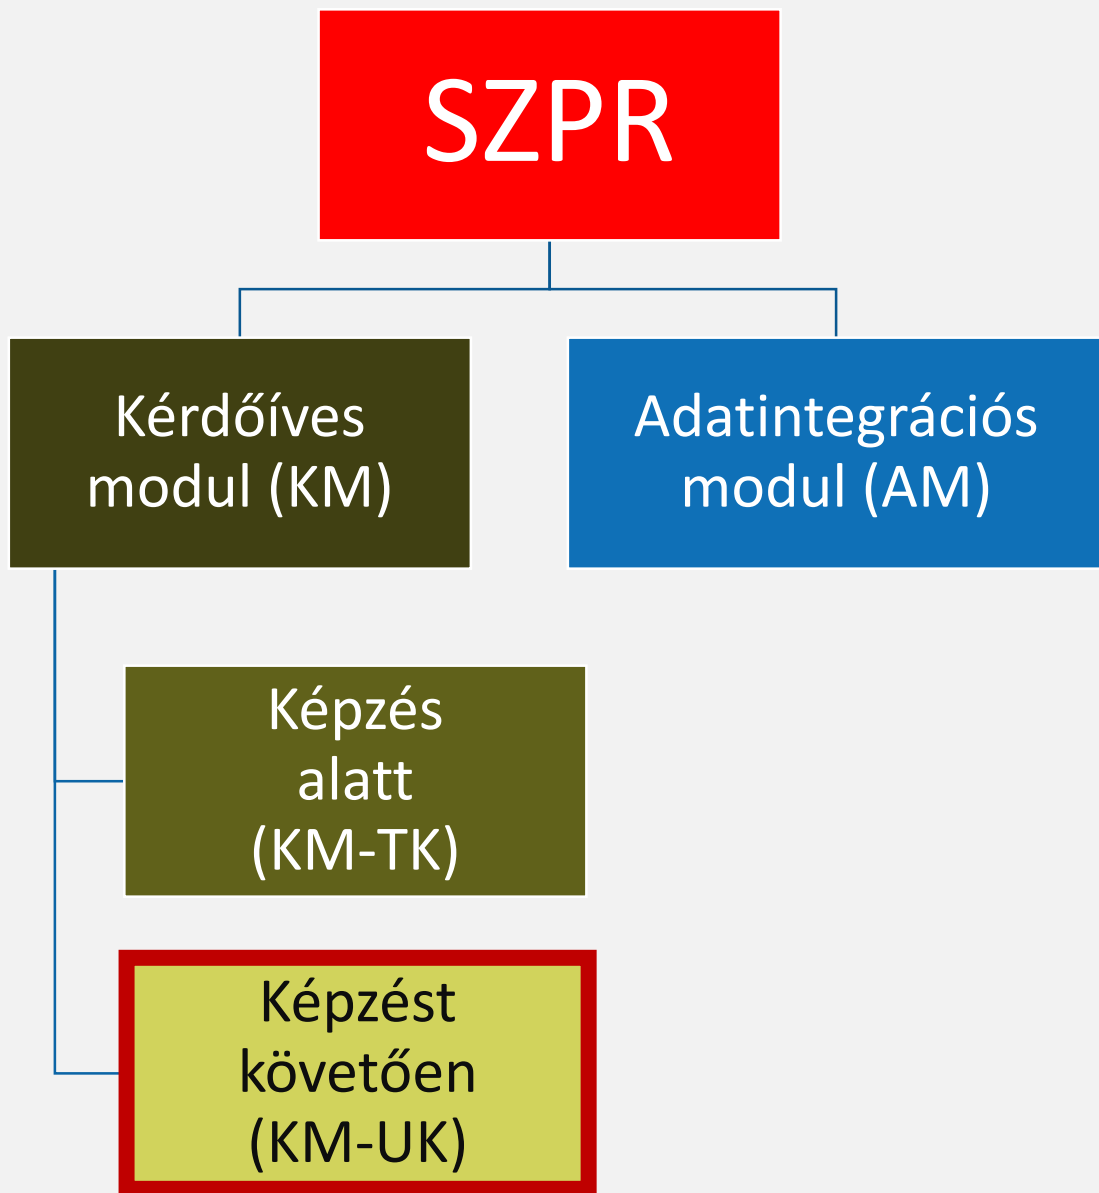 SZPR
Kérdőíves
modul (KM)
Adatintegrációs
modul (AM)
Képzés
alatt
(KM-TK)
Képzést
követően
(KM-UK)